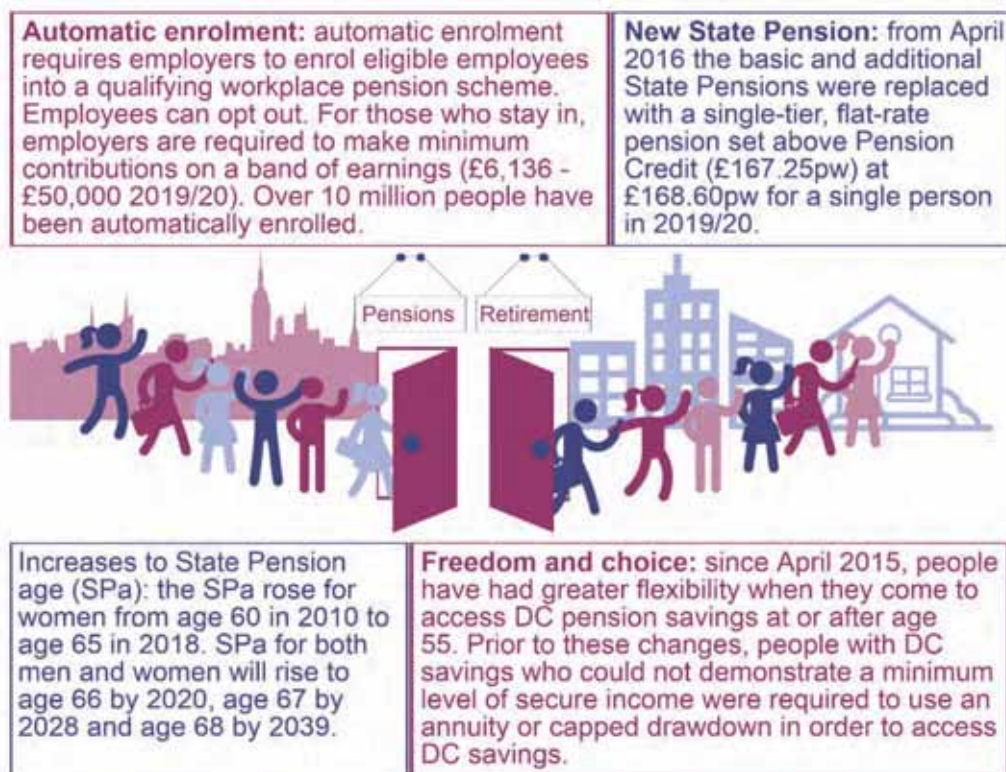 Automatic enrolment: automatic enrolment
requires employers to enrol eligible employees
into a qualifying workplace pension scheme.
Employees can opt out. For those who stay in,
employers are required to make minimum
contributions on a band of earnings (£6,136 -
£50,000 2019/20). Over 10 million people have
been automatically enrolled.
New State Pension: from April
2016 the basic and additional
State Pensions were replaced
with a single-tier, flat-rate
pension set above Pension
Credit (£167.25pw) at
£168.60pw for a single person
in 2019/20.
Pensions
Retirement
Increases to State Pension
age (SPa): the SPa rose for
women from age 60 in 2010 to
age 65 in 2018. SPa for both
men and women will rise to
age 66 by 2020, age 67 by
2028 and age 68 by 2039.
Freedom and choice: since April 2015, people
have had greater flexibility when they come to
access DC pension savings at or after age
55. Prior to these changes, people with DC
savings who could not demonstrate a minimum
level of secure income were required to use an
annuity or capped drawdown in order to access
DC savings.